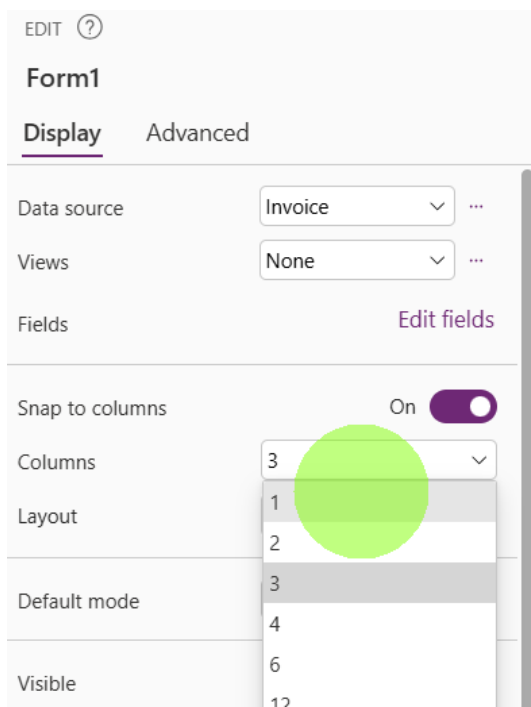 EDIT ?
Form1
Display Advanced
Data source Invoice ...
Views None ...
Fields Edit fields
Snap to columns On
Columns 3
1
Layout
2
3
Default mode
4
6
Visible
12